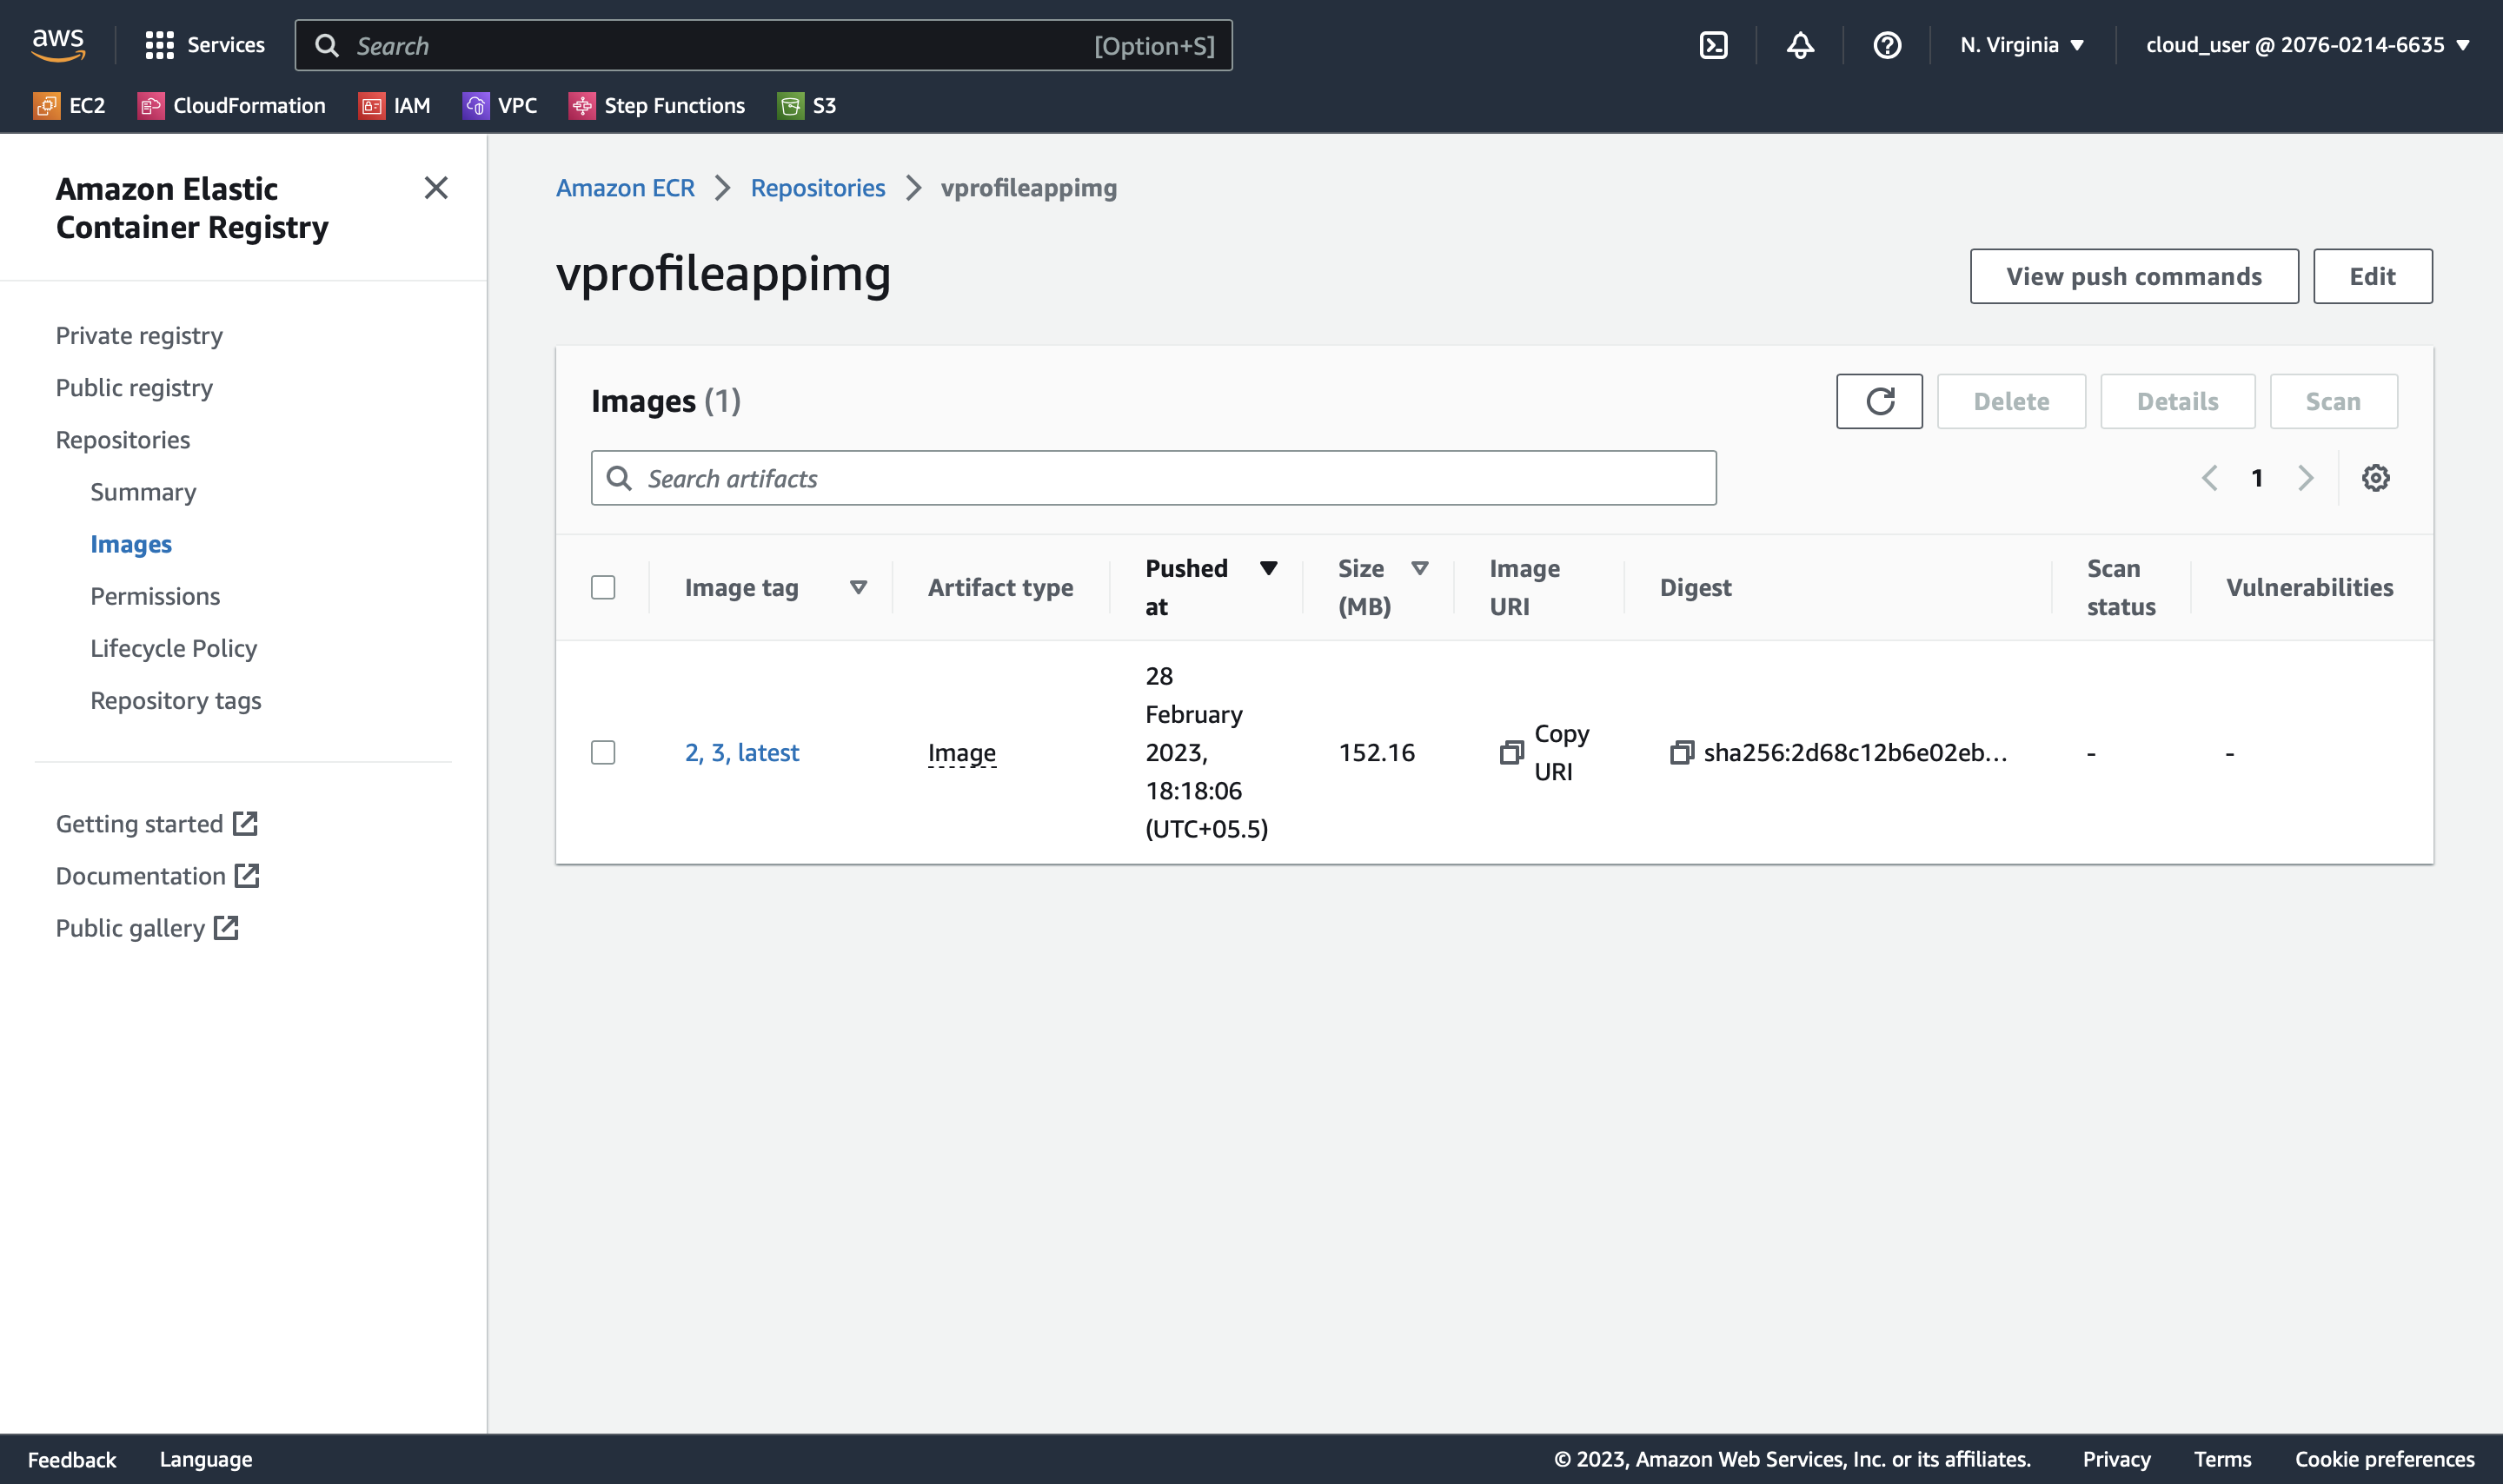 aws
Services
Search
[Option+S]
N. Virginia
cloud_user @ 2076-0214-6635
EC2
CloudFormation
IAM
VPC
Step Functions
S3
Amazon Elastic
Container Registry
Private registry
Public registry
Repositories
Summary
Images
Permissions
Lifecycle Policy
Repository tags
Getting started
Documentation
Public gallery
Amazon ECR
Repositories
vprofileappimg
vprofileappimg
View push commands
Edit
Images (1)
Delete
Details
Scan
Search artifacts
1
Image tag
Artifact type
Pushed
at
Size
(MB)
Image
URI
Digest
Scan
status
Vulnerabilities
2, 3, latest
Image
28
February
2023,
18:18:06
(UTC+05.5)
152.16
Copy
URI
sha256:2d68c12b6e02eb...
-
-
Feedback
Language
© 2023, Amazon Web Services, Inc. or its affiliates.
Privacy
Terms
Cookie preferences